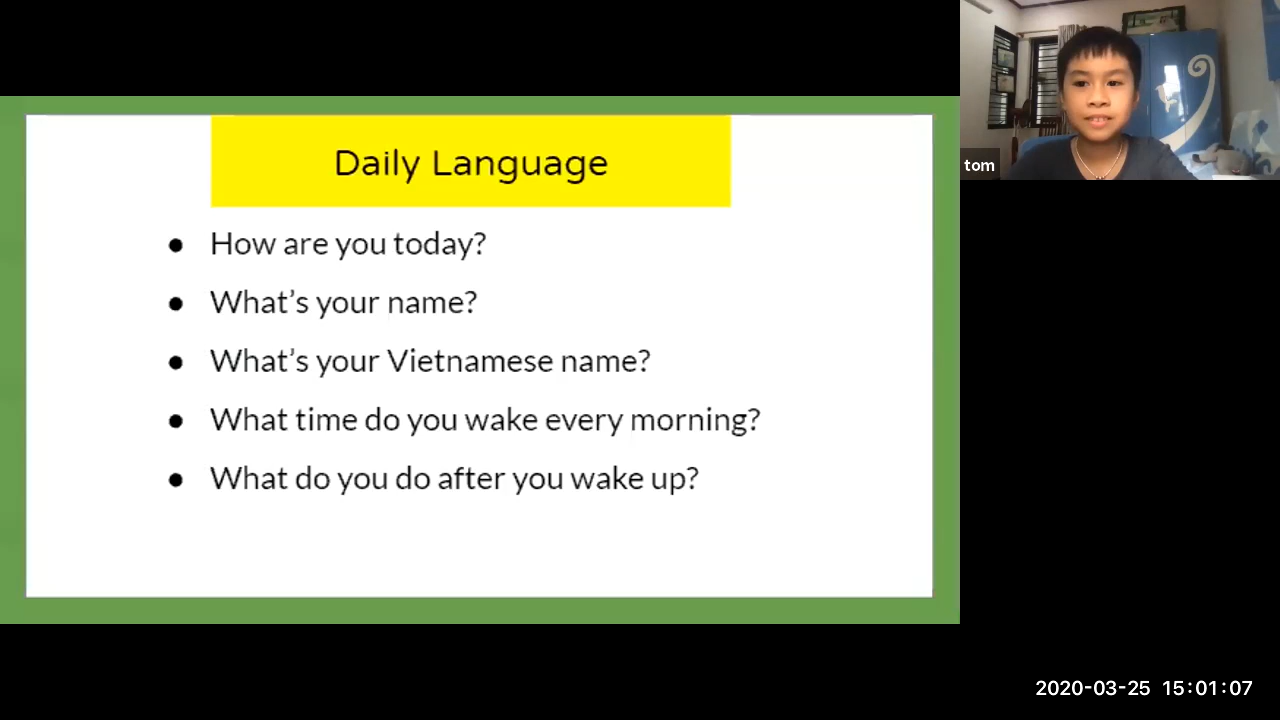 Daily Language
● How are you today?
● What's your name?
● What's your Vietnamese name?
● What time do you wake every morning?
● What do you do after you wake up?
tom
2020-03-25 15:01:07